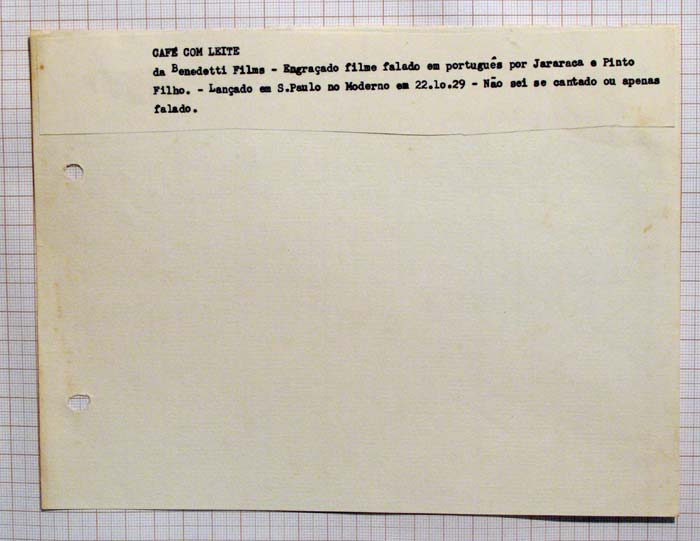 CAFÉ COM LEITE
da Benedetti Films - Engraçado filme falado em português por Jararaca e Pinto
Filho. - Lançado em S.Paulo no Moderno em 22.10.29 - Não sei se cantado ou apenas
falado.